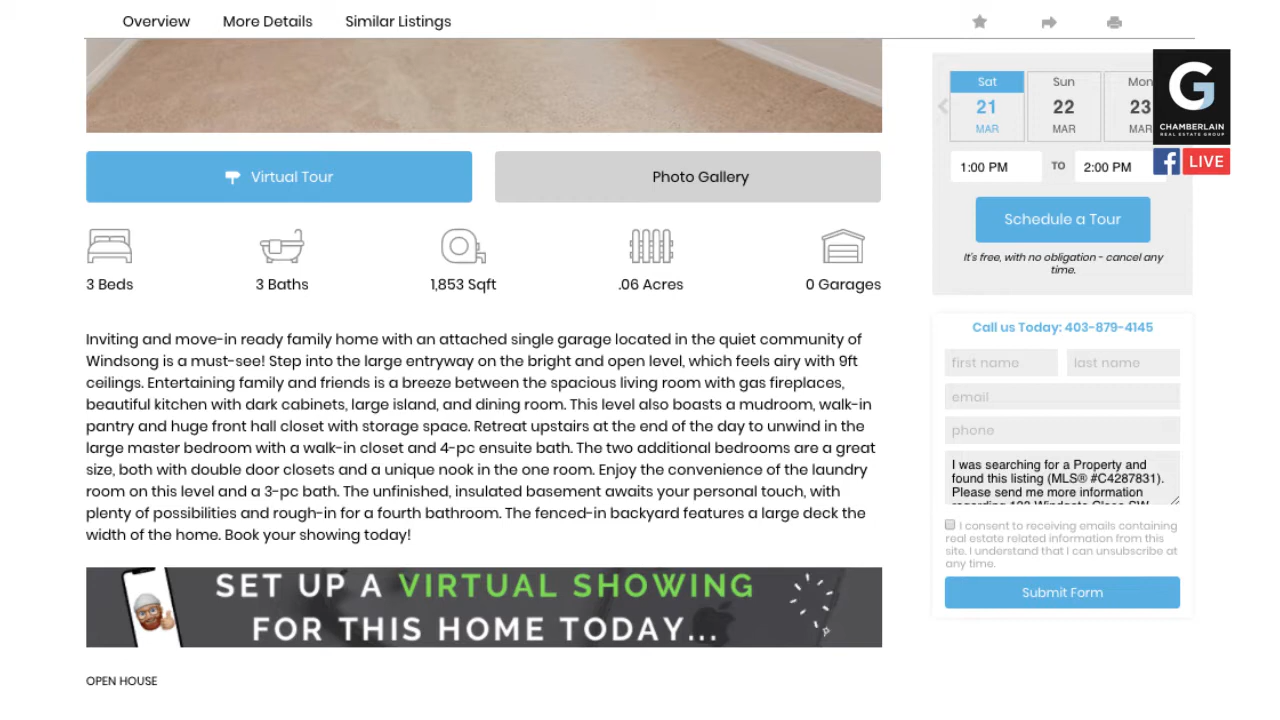 Overview More Details Similar Listings
Virtual Tour
Photo Gallery
3 Beds
3 Baths
1,853 Sqft
.06 Acres
0 Garages
Inviting and move-in ready family home with an attached single garage located in the quiet community of
Windsong is a must-see! Step into the large entryway on the bright and open level, which feels airy with 9ft
ceilings. Entertaining family and friends is a breeze between the spacious living room with gas fireplaces,
beautiful kitchen with dark cabinets, large island, and dining room. This level also boasts a mudroom, walk-in
pantry and huge front hall closet with storage space. Retreat upstairs at the end of the day to unwind in the
large master bedroom with a walk-in closet and 4-pc ensuite bath. The two additional bedrooms are a great
size, both with double door closets and a unique nook in the one room. Enjoy the convenience of the laundry
room on this level and a 3-pc bath. The unfinished, insulated basement awaits your personal touch, with
plenty of possibilities and rough-in for a fourth bathroom. The fenced-in backyard features a large deck the
width of the home. Book your showing today!
SET UP A VIRTUAL SHOWING
FOR THIS HOME TODAY...
OPEN HOUSE
Sat Sun Mon
21 22 23
MAR MAR MAR
1:00 PM TO 2:00 PM
Schedule a Tour
It's free, with no obligation - cancel any
time.
G
CHAMBERLAIN
REAL ESTATE GROUP
f LIVE
Call us Today: 403-879-4145
first name last name
email
phone
I was searching for a Property and
found this listing (MLS® #C4287831).
Please send me more information
I consent to receiving emails containing
real estate related information from this
site. I understand that I can unsubscribe at
any time.
Submit Form